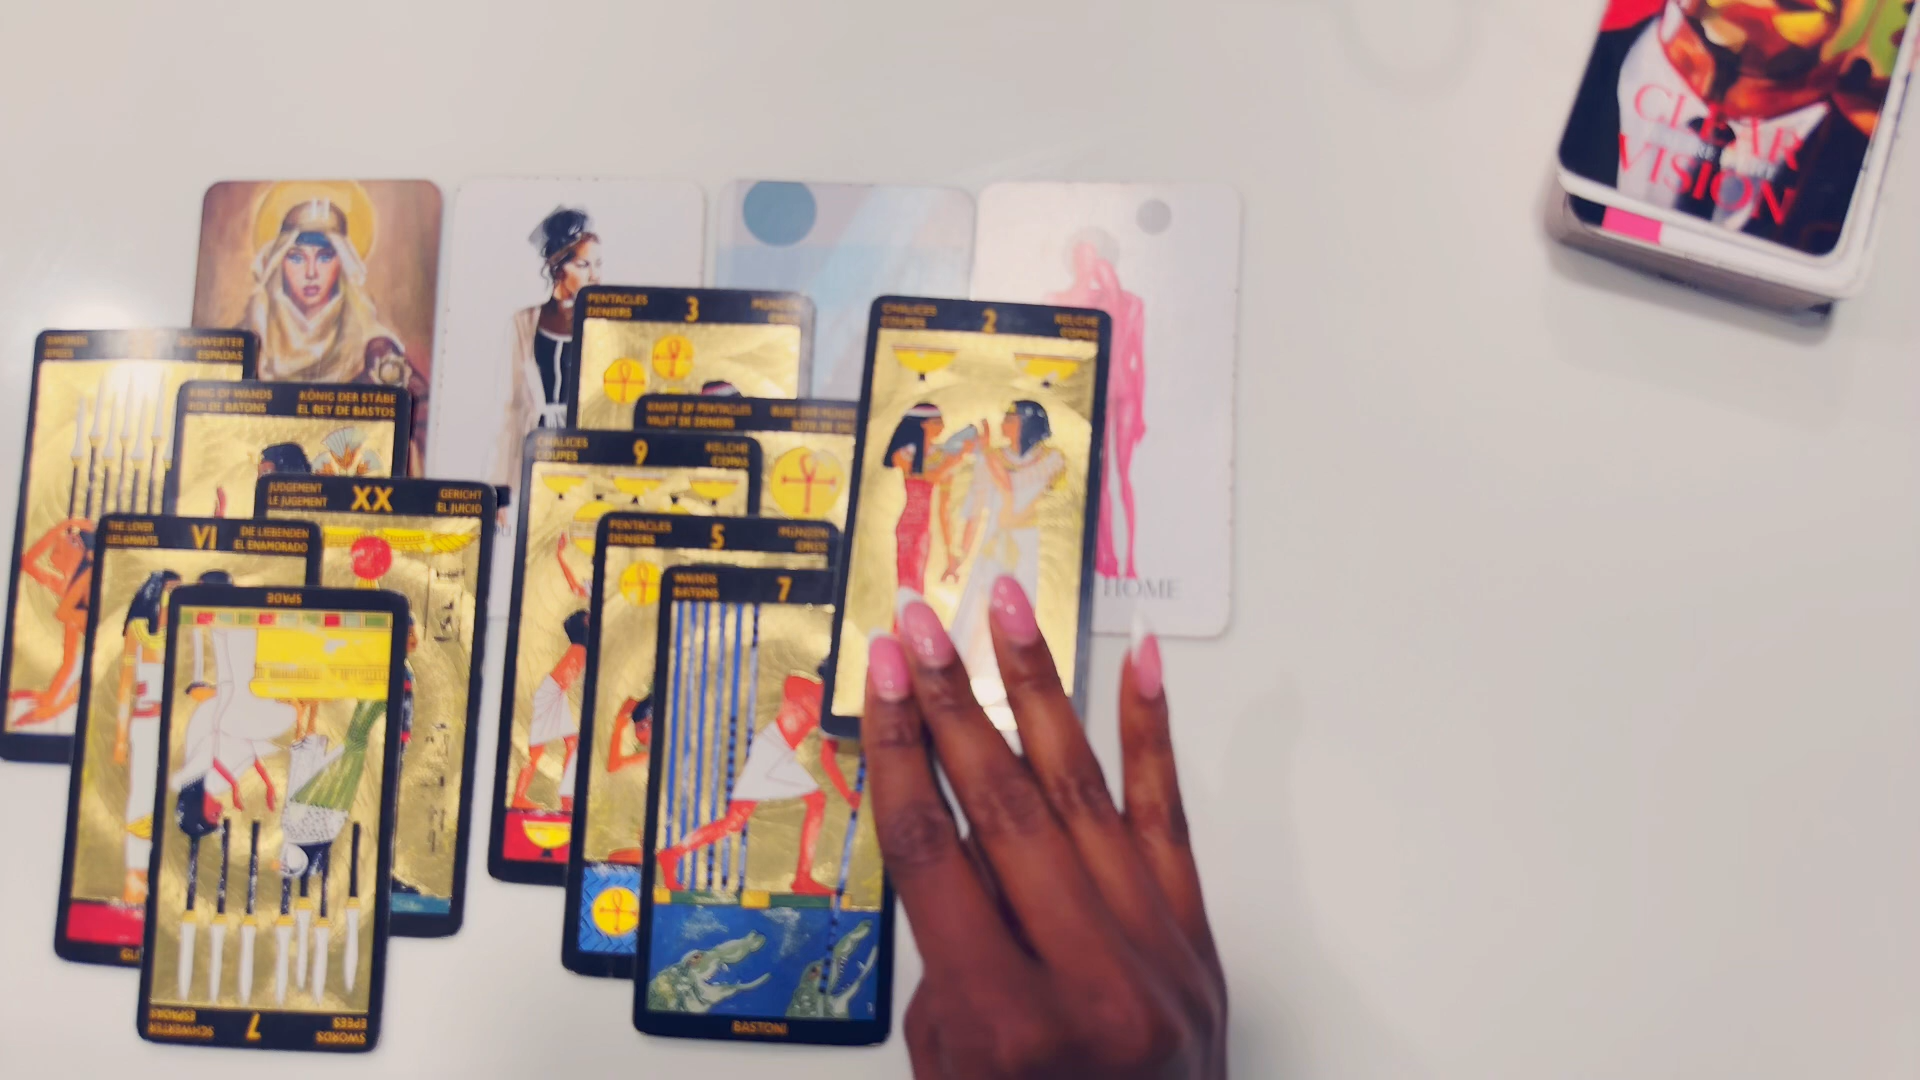 CLEAR
VISION
HOME
SWORDS
EPEES
SCHWERTER
ESPADAS
KING OF WANDS
ROI DE BATONS
KÖNIG DER STÄBE
EL REY DE BASTOS
JUDGEMENT
LE JUGEMENT
XX
GERICHT
EL JUICIO
THE LOVER
LES AMANTS
VI
DIE LIEBENDEN
EL ENAMORADO
SPADE
7
SWORDS
EPEES
SCHWERTER
ESPADAS
PENTACLES
DENIERS
3
KNAVE OF PENTACLES
VALET DE DENIERS
CHALICES
COUPES
9
KELCHE
COPAS
PENTACLES
DENIERS
5
MÜNZEN
OROS
WANDS
BATONS
7
BASTONI
CHALICES
COUPES
2
KELCHE
COPAS